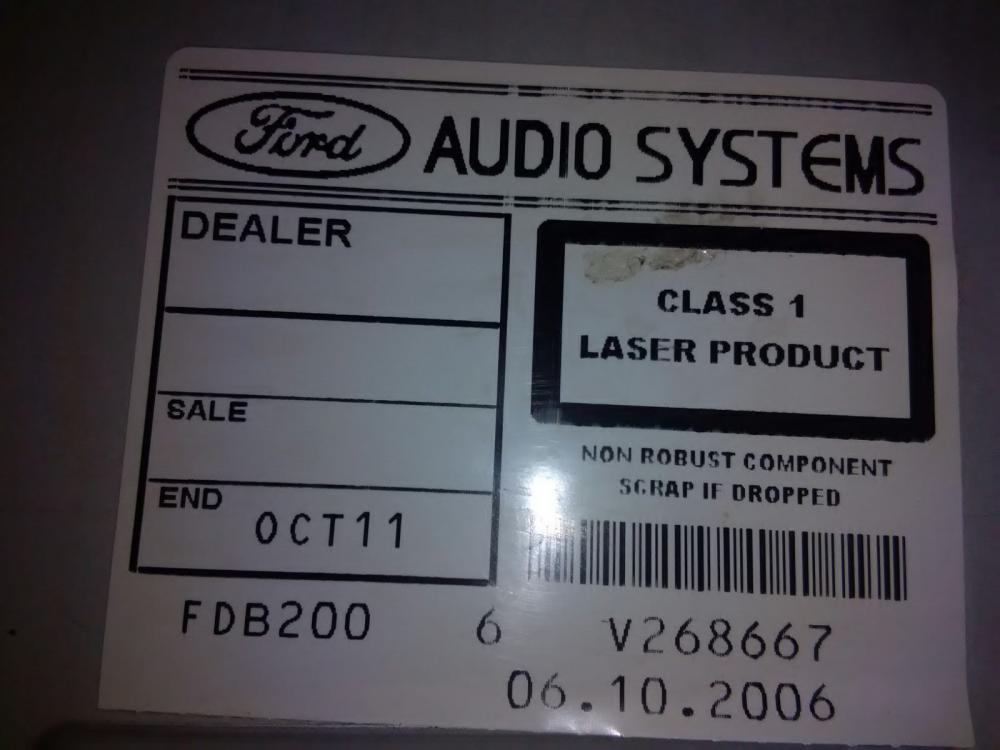 Ford AUDIO SYSTEMS
DEALER
SALE
END
OCT11
CLASS 1
LASER PRODUCT
NON ROBUST COMPONENT
SCRAP IF DROPPED
FDB200 6 V268667
06.10.2006